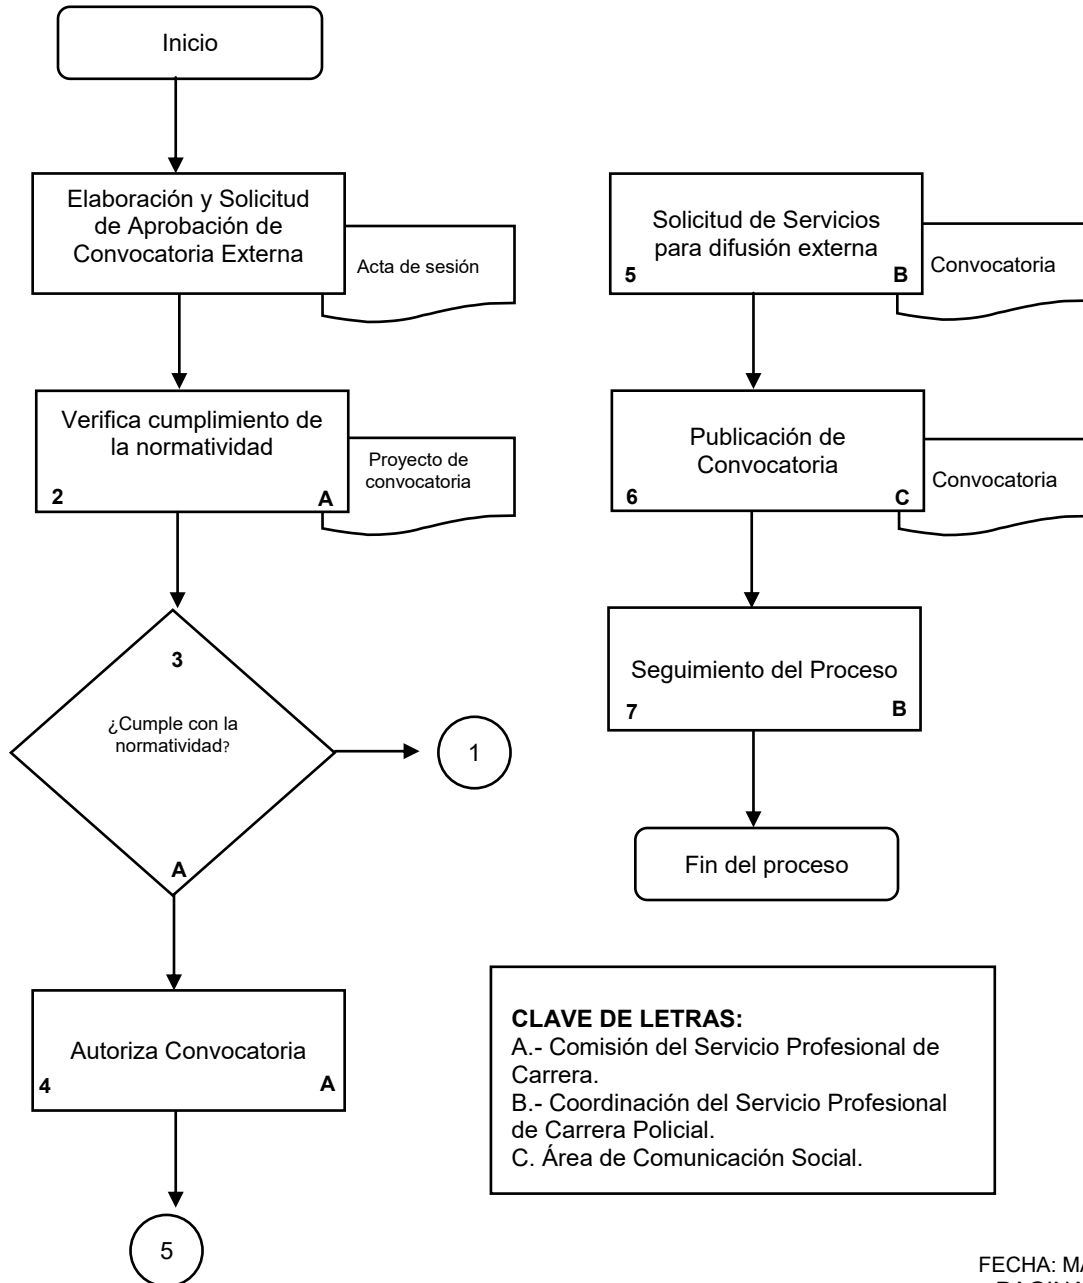 Inicio
Elaboración y Solicitud
de Aprobación de
Convocatoria Externa
Acta de sesión
Verifica cumplimiento de
la normatividad
2
A
Proyecto de
convocatoria
3
¿Cumple con la
normatividad?
A
1
Autoriza Convocatoria
4
A
5
Solicitud de Servicios
para difusión externa
5
B
Convocatoria
Publicación de
Convocatoria
6
C
Convocatoria
Seguimiento del Proceso
7
B
Fin del proceso
CLAVE DE LETRAS:
A.- Comisión del Servicio Profesional de
Carrera.
B.- Coordinación del Servicio Profesional
de Carrera Policial.
C. Área de Comunicación Social.
FECHA: